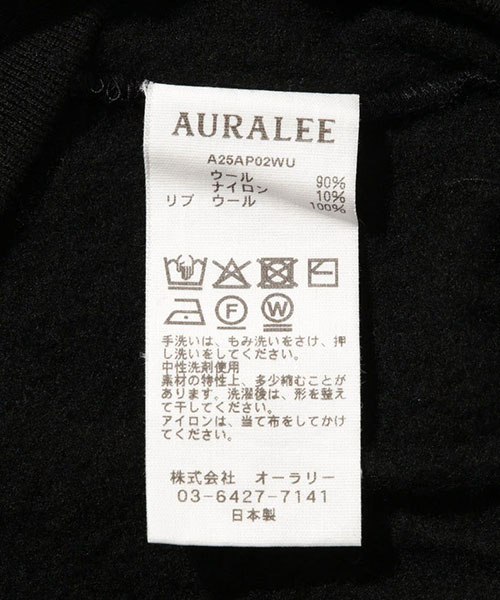 AURALEE
A25AP02WU
ウール 90%
ナイロン 10%
リブ ウール 100%
F W
手洗いは、もみ洗いをさけ、押
し洗いをしてください。
中性洗剤使用
素材の特性上、多少縮むことが
あります。洗濯後は、形を整え
て干してください。
アイロンは、当て布をしてかけ
てください。
株式会社 オーラリー
03-6427-7141
日本製